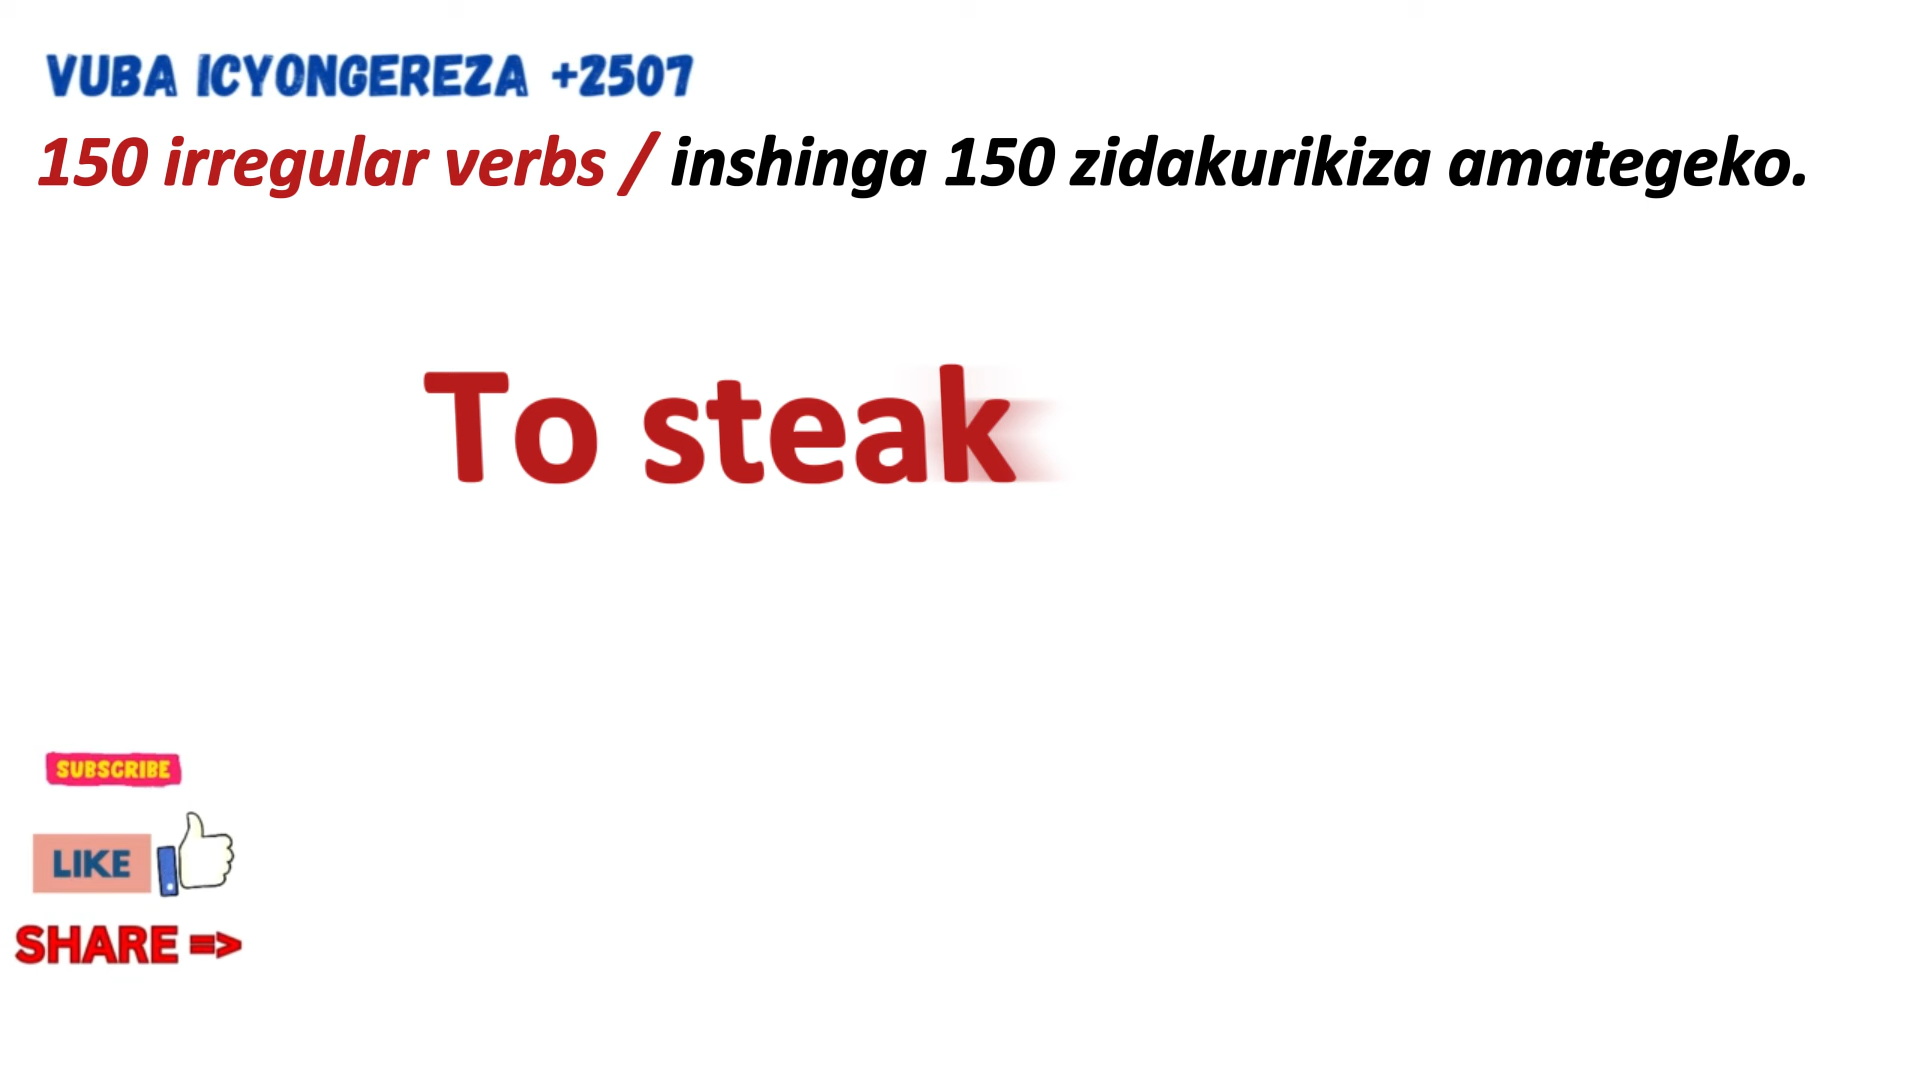 VUBA ICYONGEREZA +2507
150 irregular verbs / inshinga 150 zidakurikiza amategeko.
To steak
SUBSCRIBE
LIKE
SHARE =>